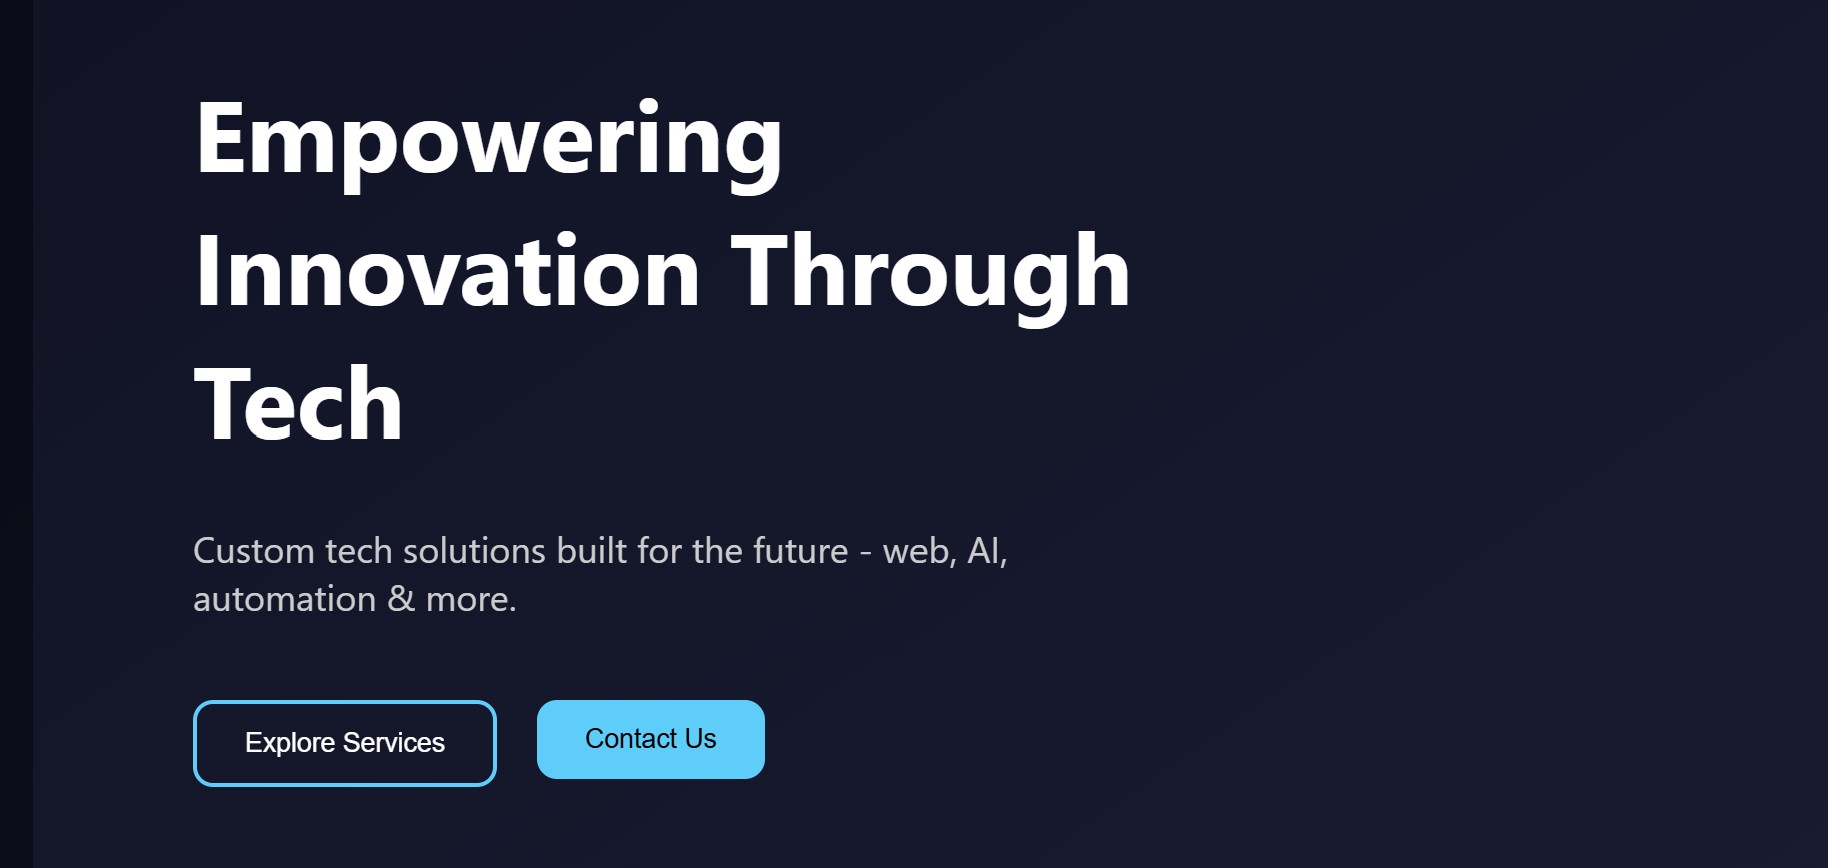 Empowering
Innovation Through
Tech
Custom tech solutions built for the future - web, AI,
automation & more.
Explore Services
Contact Us